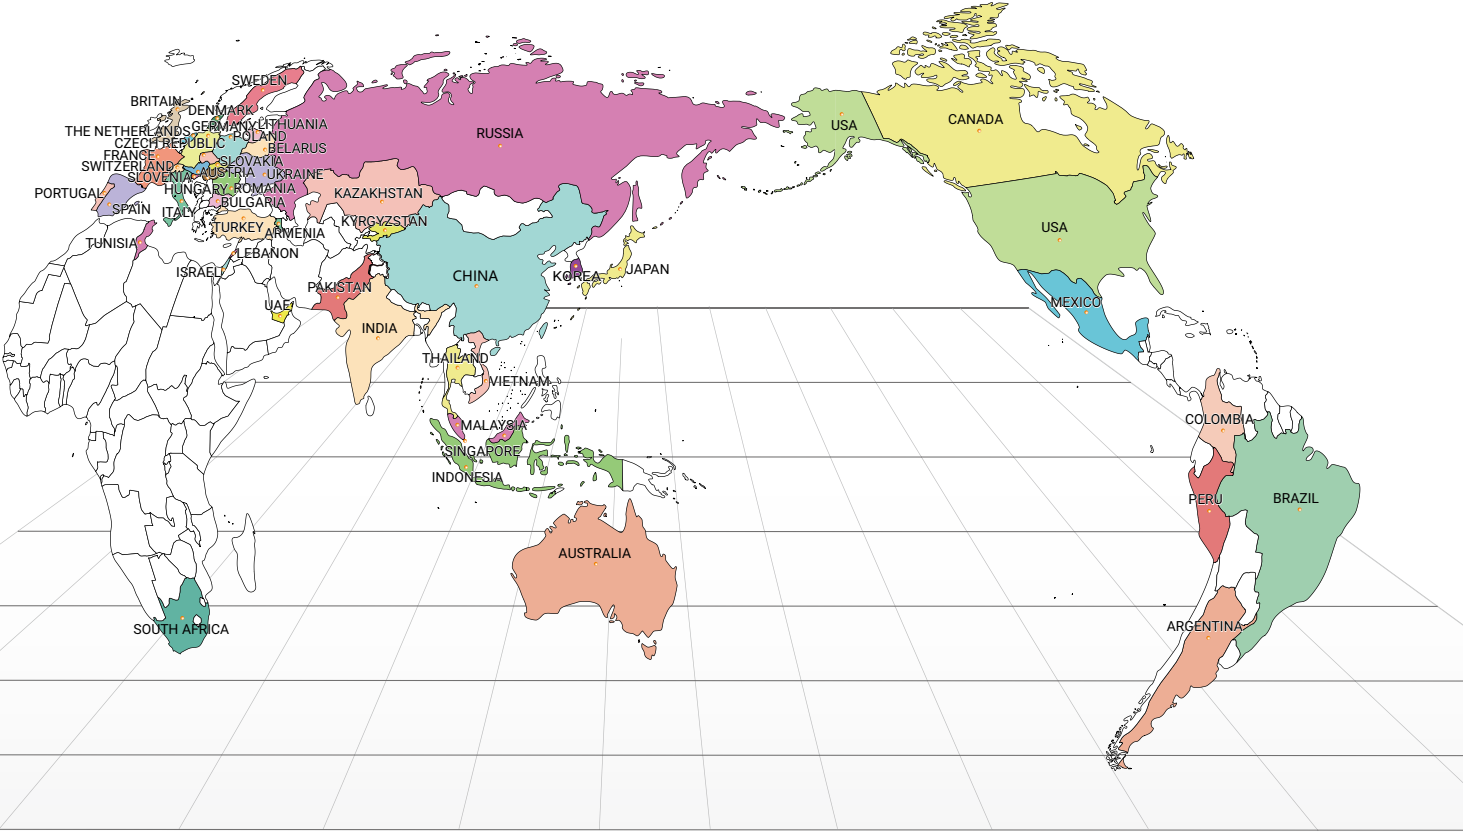 SWEDEN
BRITAIN
DENMARK
THE NETHERLANDS
GERMANY
LITHUANIA
POLAND
CZECH REPUBLIC
BELARUS
FRANCE
SLOVAKIA
SWITZERLAND
AUSTRIA
UKRAINE
SLOVENIA
HUNGARY
ROMANIA
PORTUGAL
BULGARIA
SPAIN
ITALY
TURKEY
ARMENIA
TUNISIA
LEBANON
ISRAEL
UAE
RUSSIA
KAZAKHSTAN
KYRGYZSTAN
PAKISTAN
CHINA
KOREA
JAPAN
INDIA
THAILAND
VIETNAM
MALAYSIA
SINGAPORE
INDONESIA
AUSTRALIA
SOUTH AFRICA
USA
CANADA
USA
MEXICO
COLOMBIA
PERU
BRAZIL
ARGENTINA